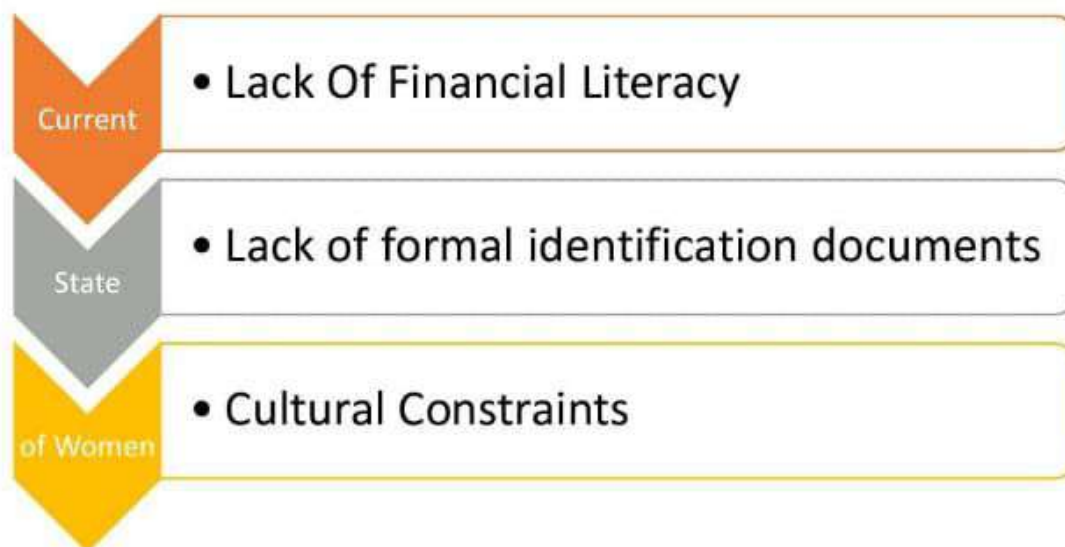 Current
• Lack Of Financial Literacy
State
• Lack of formal identification documents
of Women
• Cultural Constraints